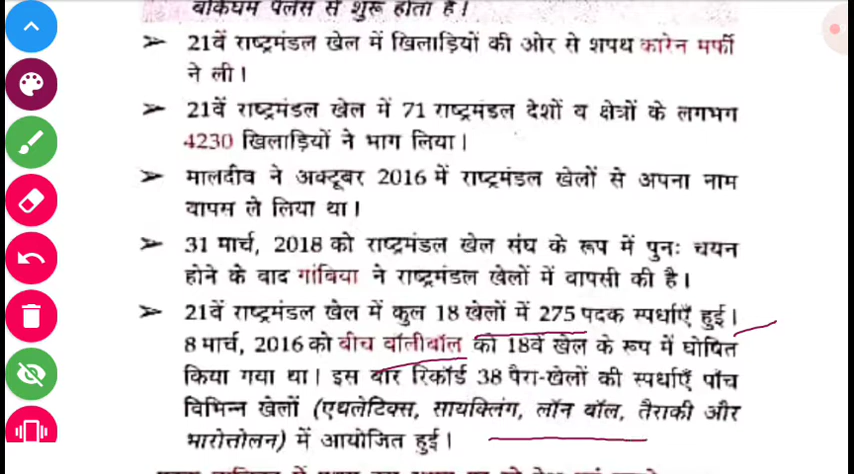 बकिंघम पैलेस से शुरू होता है।
➢ 21वें राष्ट्रमंडल खेल में खिलाड़ियों की ओर से शपथ कारेन मर्फी
ने ली।
➢ 21वें राष्ट्रमंडल खेल में 71 राष्ट्रमंडल देशों व क्षेत्रों के लगभग
4230 खिलाड़ियों ने भाग लिया।
➢ मालदीव ने अक्टूबर 2016 में राष्ट्रमंडल खेलों से अपना नाम
वापस ले लिया था।
➢ 31 मार्च, 2018 को राष्ट्रमंडल खेल संघ के रूप में पुनः चयन
होने के बाद गांबिया ने राष्ट्रमंडल खेलों में वापसी की है।
➢ 21वें राष्ट्रमंडल खेल में कुल 18 खेलों में 275 पदक स्पर्धाएँ हुई।
8 मार्च, 2016 को बीच वॉलीबॉल को 18वें खेल के रूप में घोषित
किया गया था। इस बार रिकॉर्ड 38 पैरा-खेलों की स्पर्धाएँ पाँच
विभिन्न खेलों (एथलेटिक्स, सायक्लिंग, लॉन बॉल, तैराकी और
भारोत्तोलन) में आयोजित हुई।